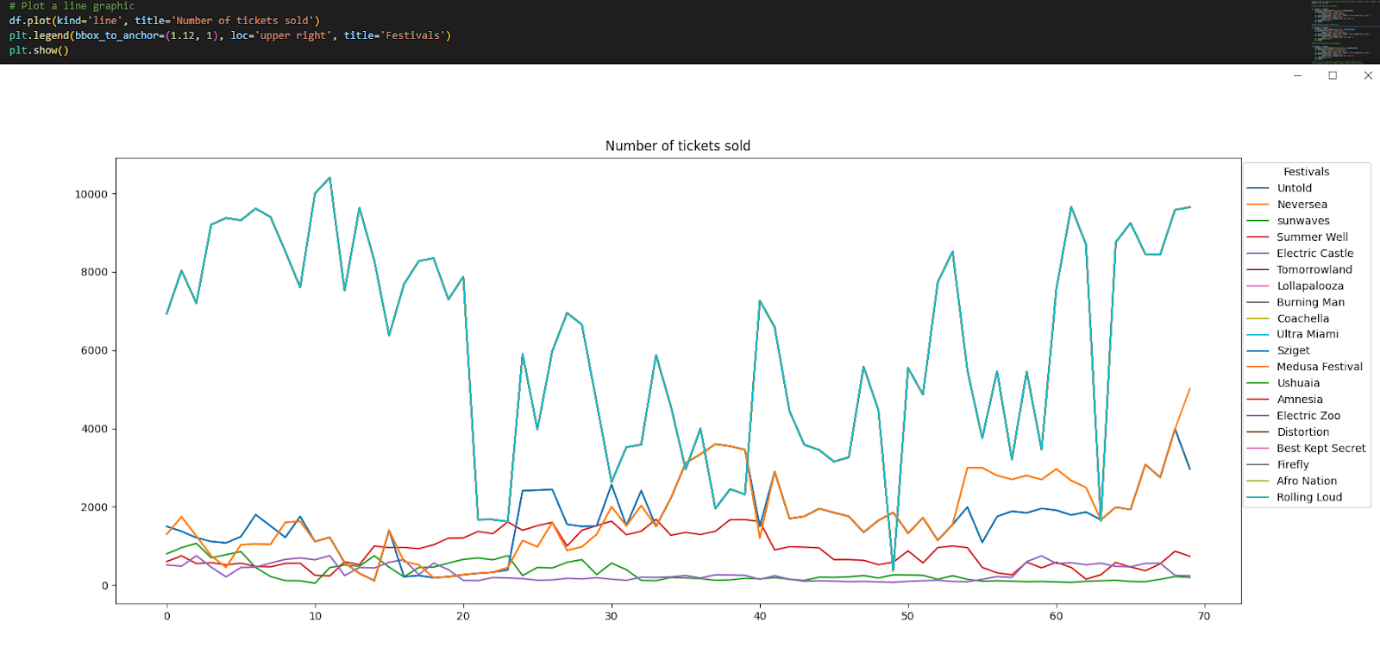 # Plot a line graphic
df.plot(kind='line', title='Number of tickets sold')
plt.legend(bbox_to_anchor=(1.12, 1), loc='upper right', title='Festivals')
plt.show()
Number of tickets sold
10000
8000
6000
4000
2000
0
0 10 20 30 40 50 60 70
Festivals
Untold
Neversea
sunwaves
Summer Well
Electric Castle
Tomorrowland
Lollapalooza
Burning Man
Coachella
Ultra Miami
Sziget
Medusa Festival
Ushuaia
Amnesia
Electric Zoo
Distortion
Best Kept Secret
Firefly
Afro Nation
Rolling Loud